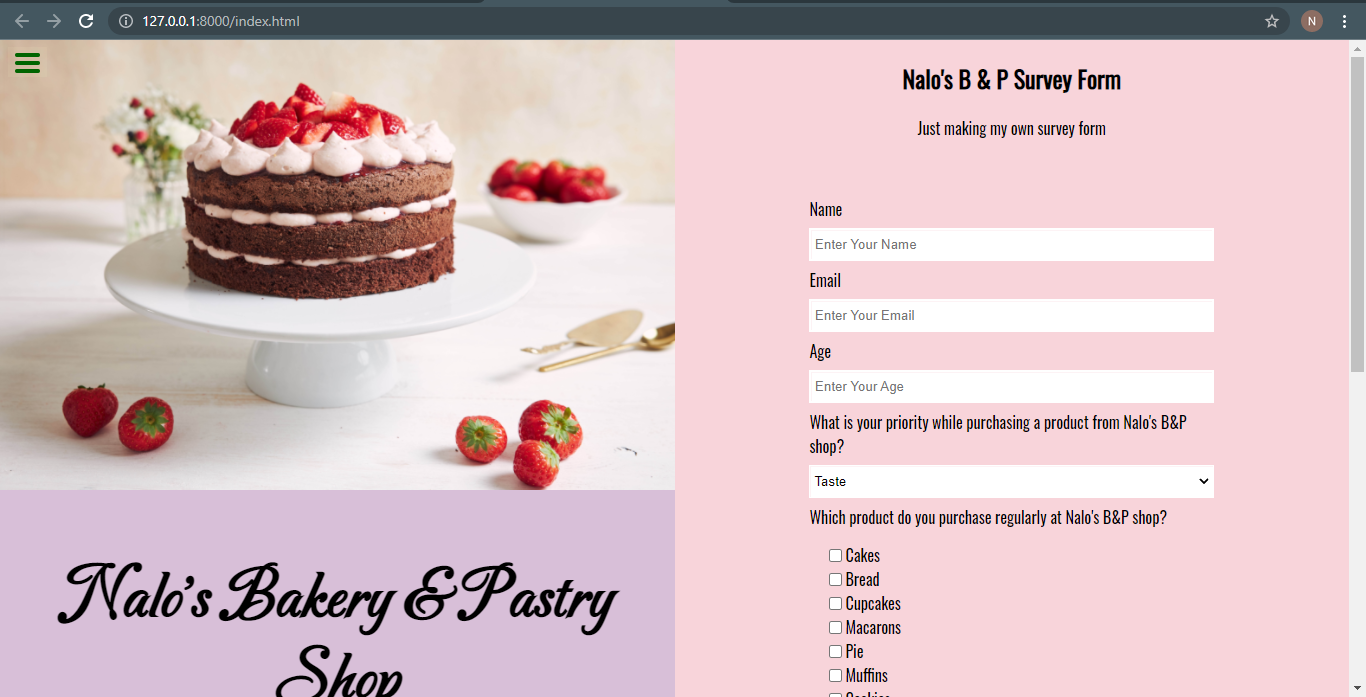 127.0.0.1:8000/index.html
N
Nalo's B & P Survey Form
Just making my own survey form
Name
Enter Your Name
Email
Enter Your Email
Age
Enter Your Age
What is your priority while purchasing a product from Nalo's B&P
shop?
Taste
Which product do you purchase regularly at Nalo's B&P shop?
Cakes
Bread
Cupcakes
Macarons
Pie
Muffins
Cookies
Nalo's Bakery & Pastry
Shop